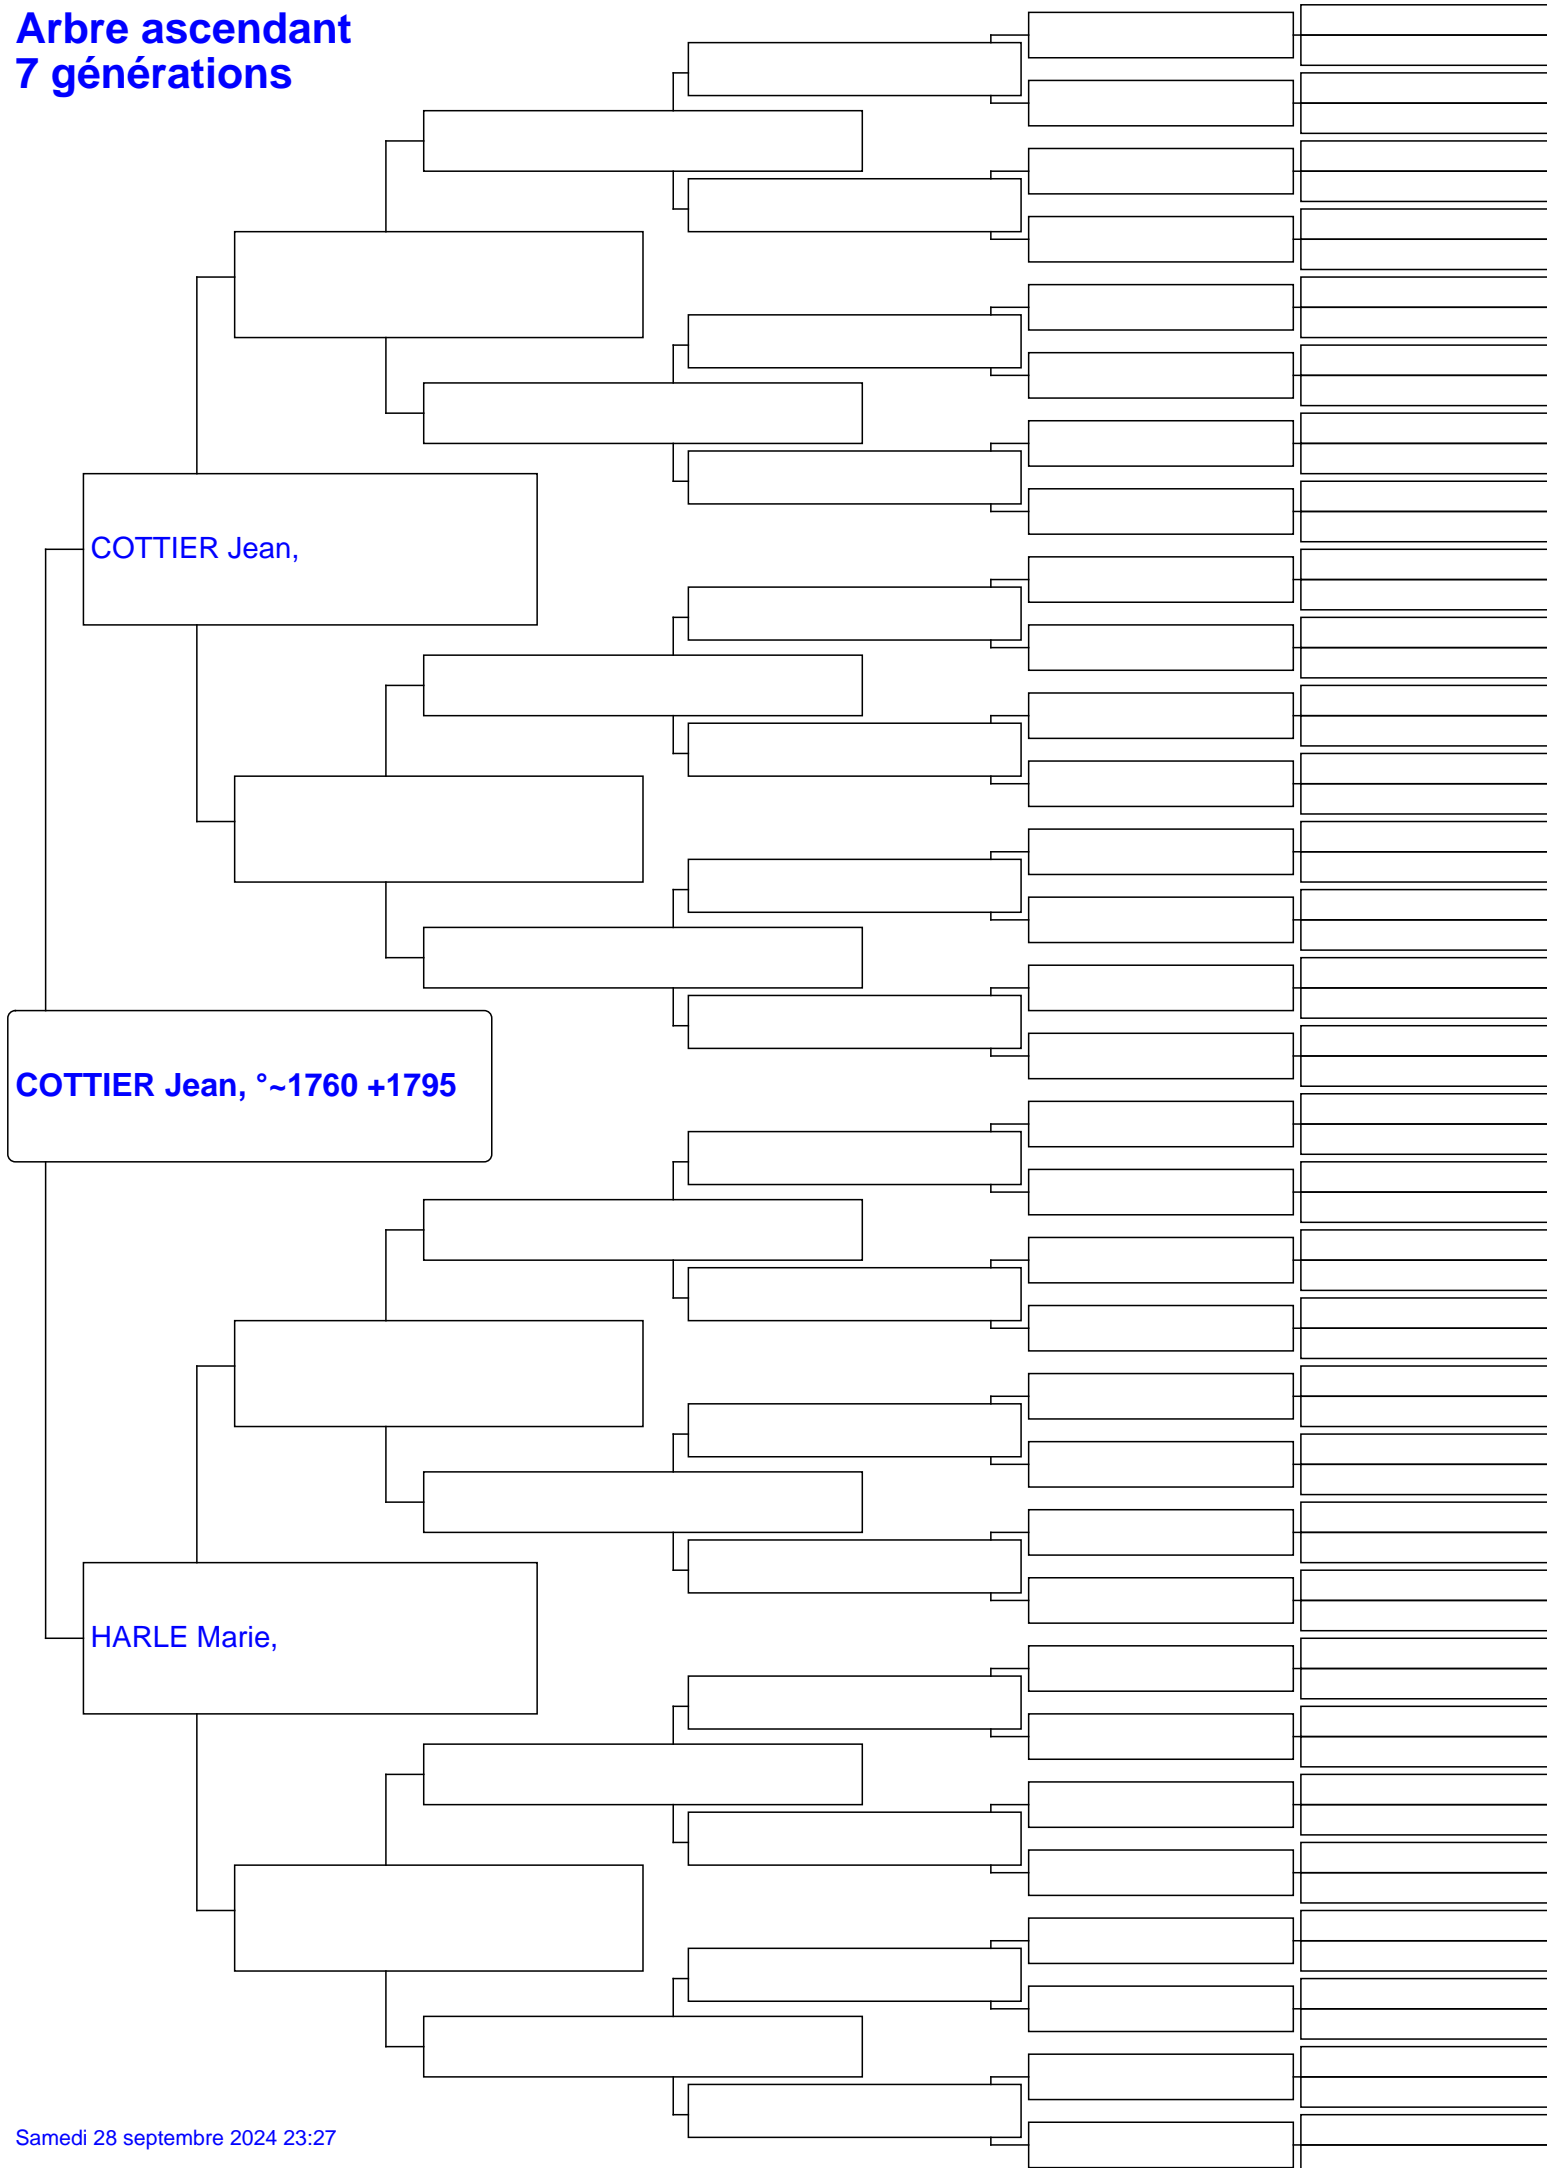 Arbre ascendant
7 générations
COTTIER Jean,
COTTIER Jean, °~1760 +1795
HARLE Marie,
Samedi 28 septembre 2024 23:27